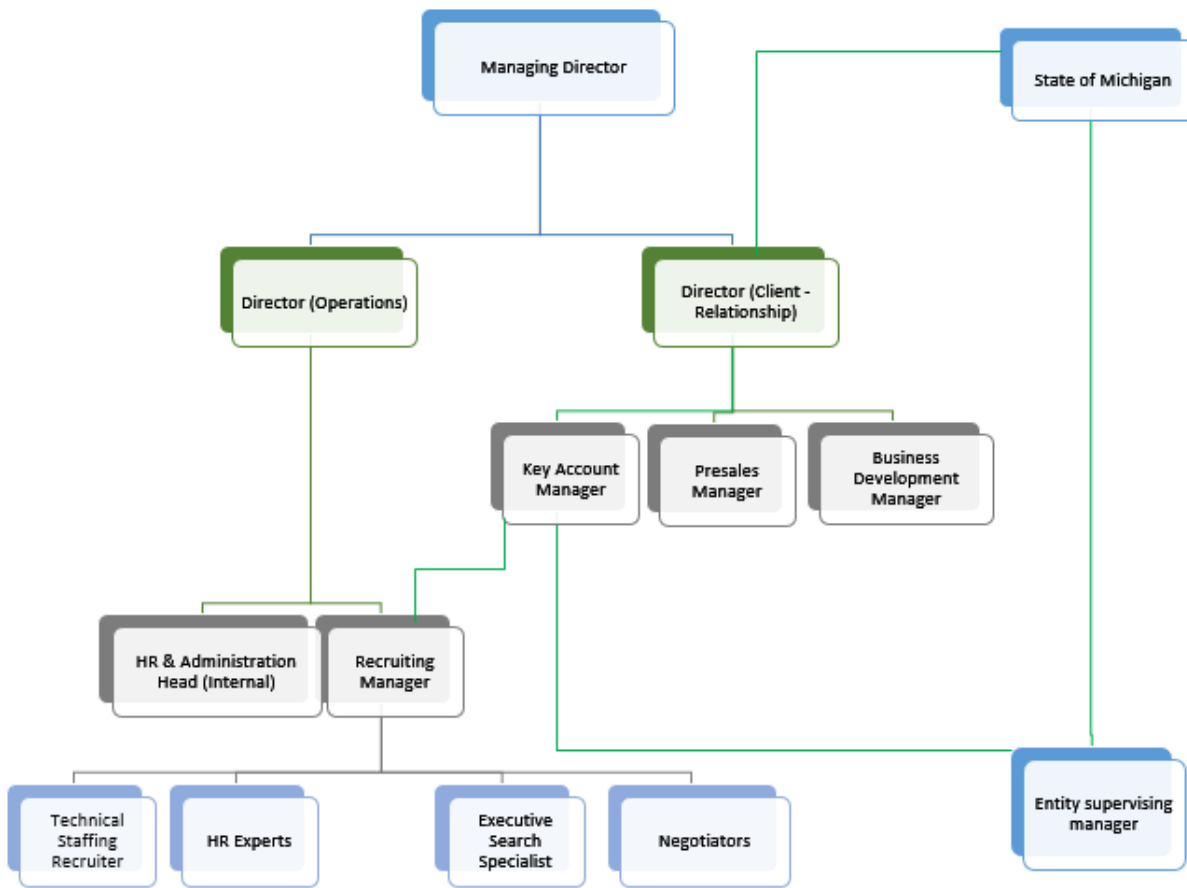 Managing Director
State of Michigan
Director (Operations)
Director (Client -
Relationship)
Key Account
Manager
Presales
Manager
Business
Development
Manager
HR & Administration
Head (Internal)
Recruiting
Manager
Technical
Staffing
Recruiter
HR Experts
Executive
Search
Specialist
Negotiators
Entity supervising
manager